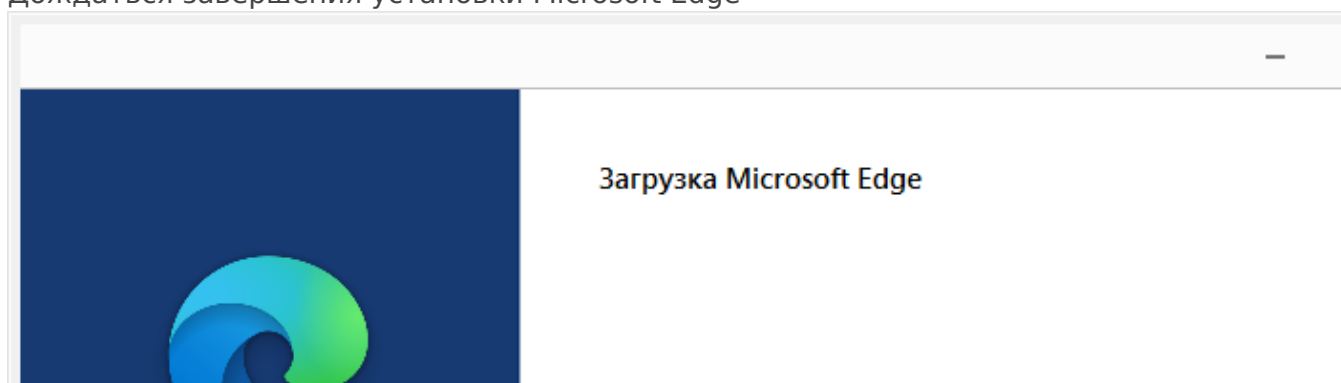 дождаться завершения установки Microsoft Edge
Загрузка Microsoft Edge